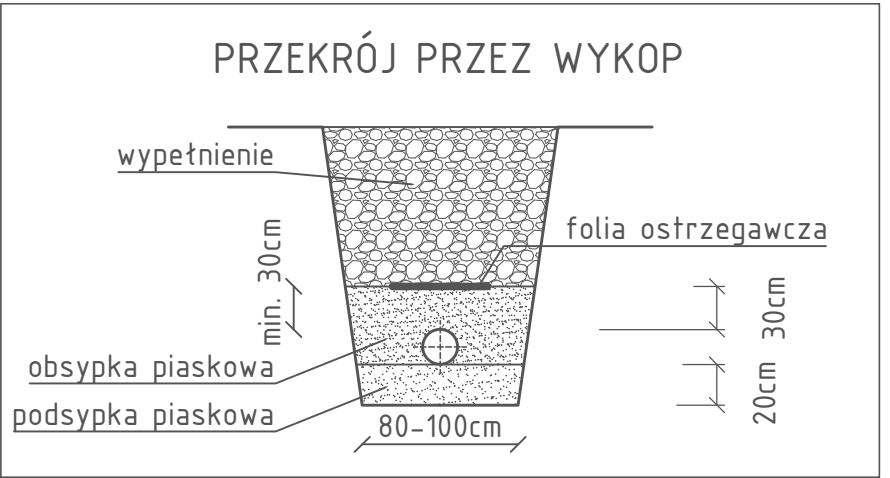 PRZEKRÓJ PRZEZ WYKOP
wypełnienie
folia ostrzegawcza
min. 30cm
30cm
obsypka piaskowa
20cm
podsypka piaskowa
80-100cm